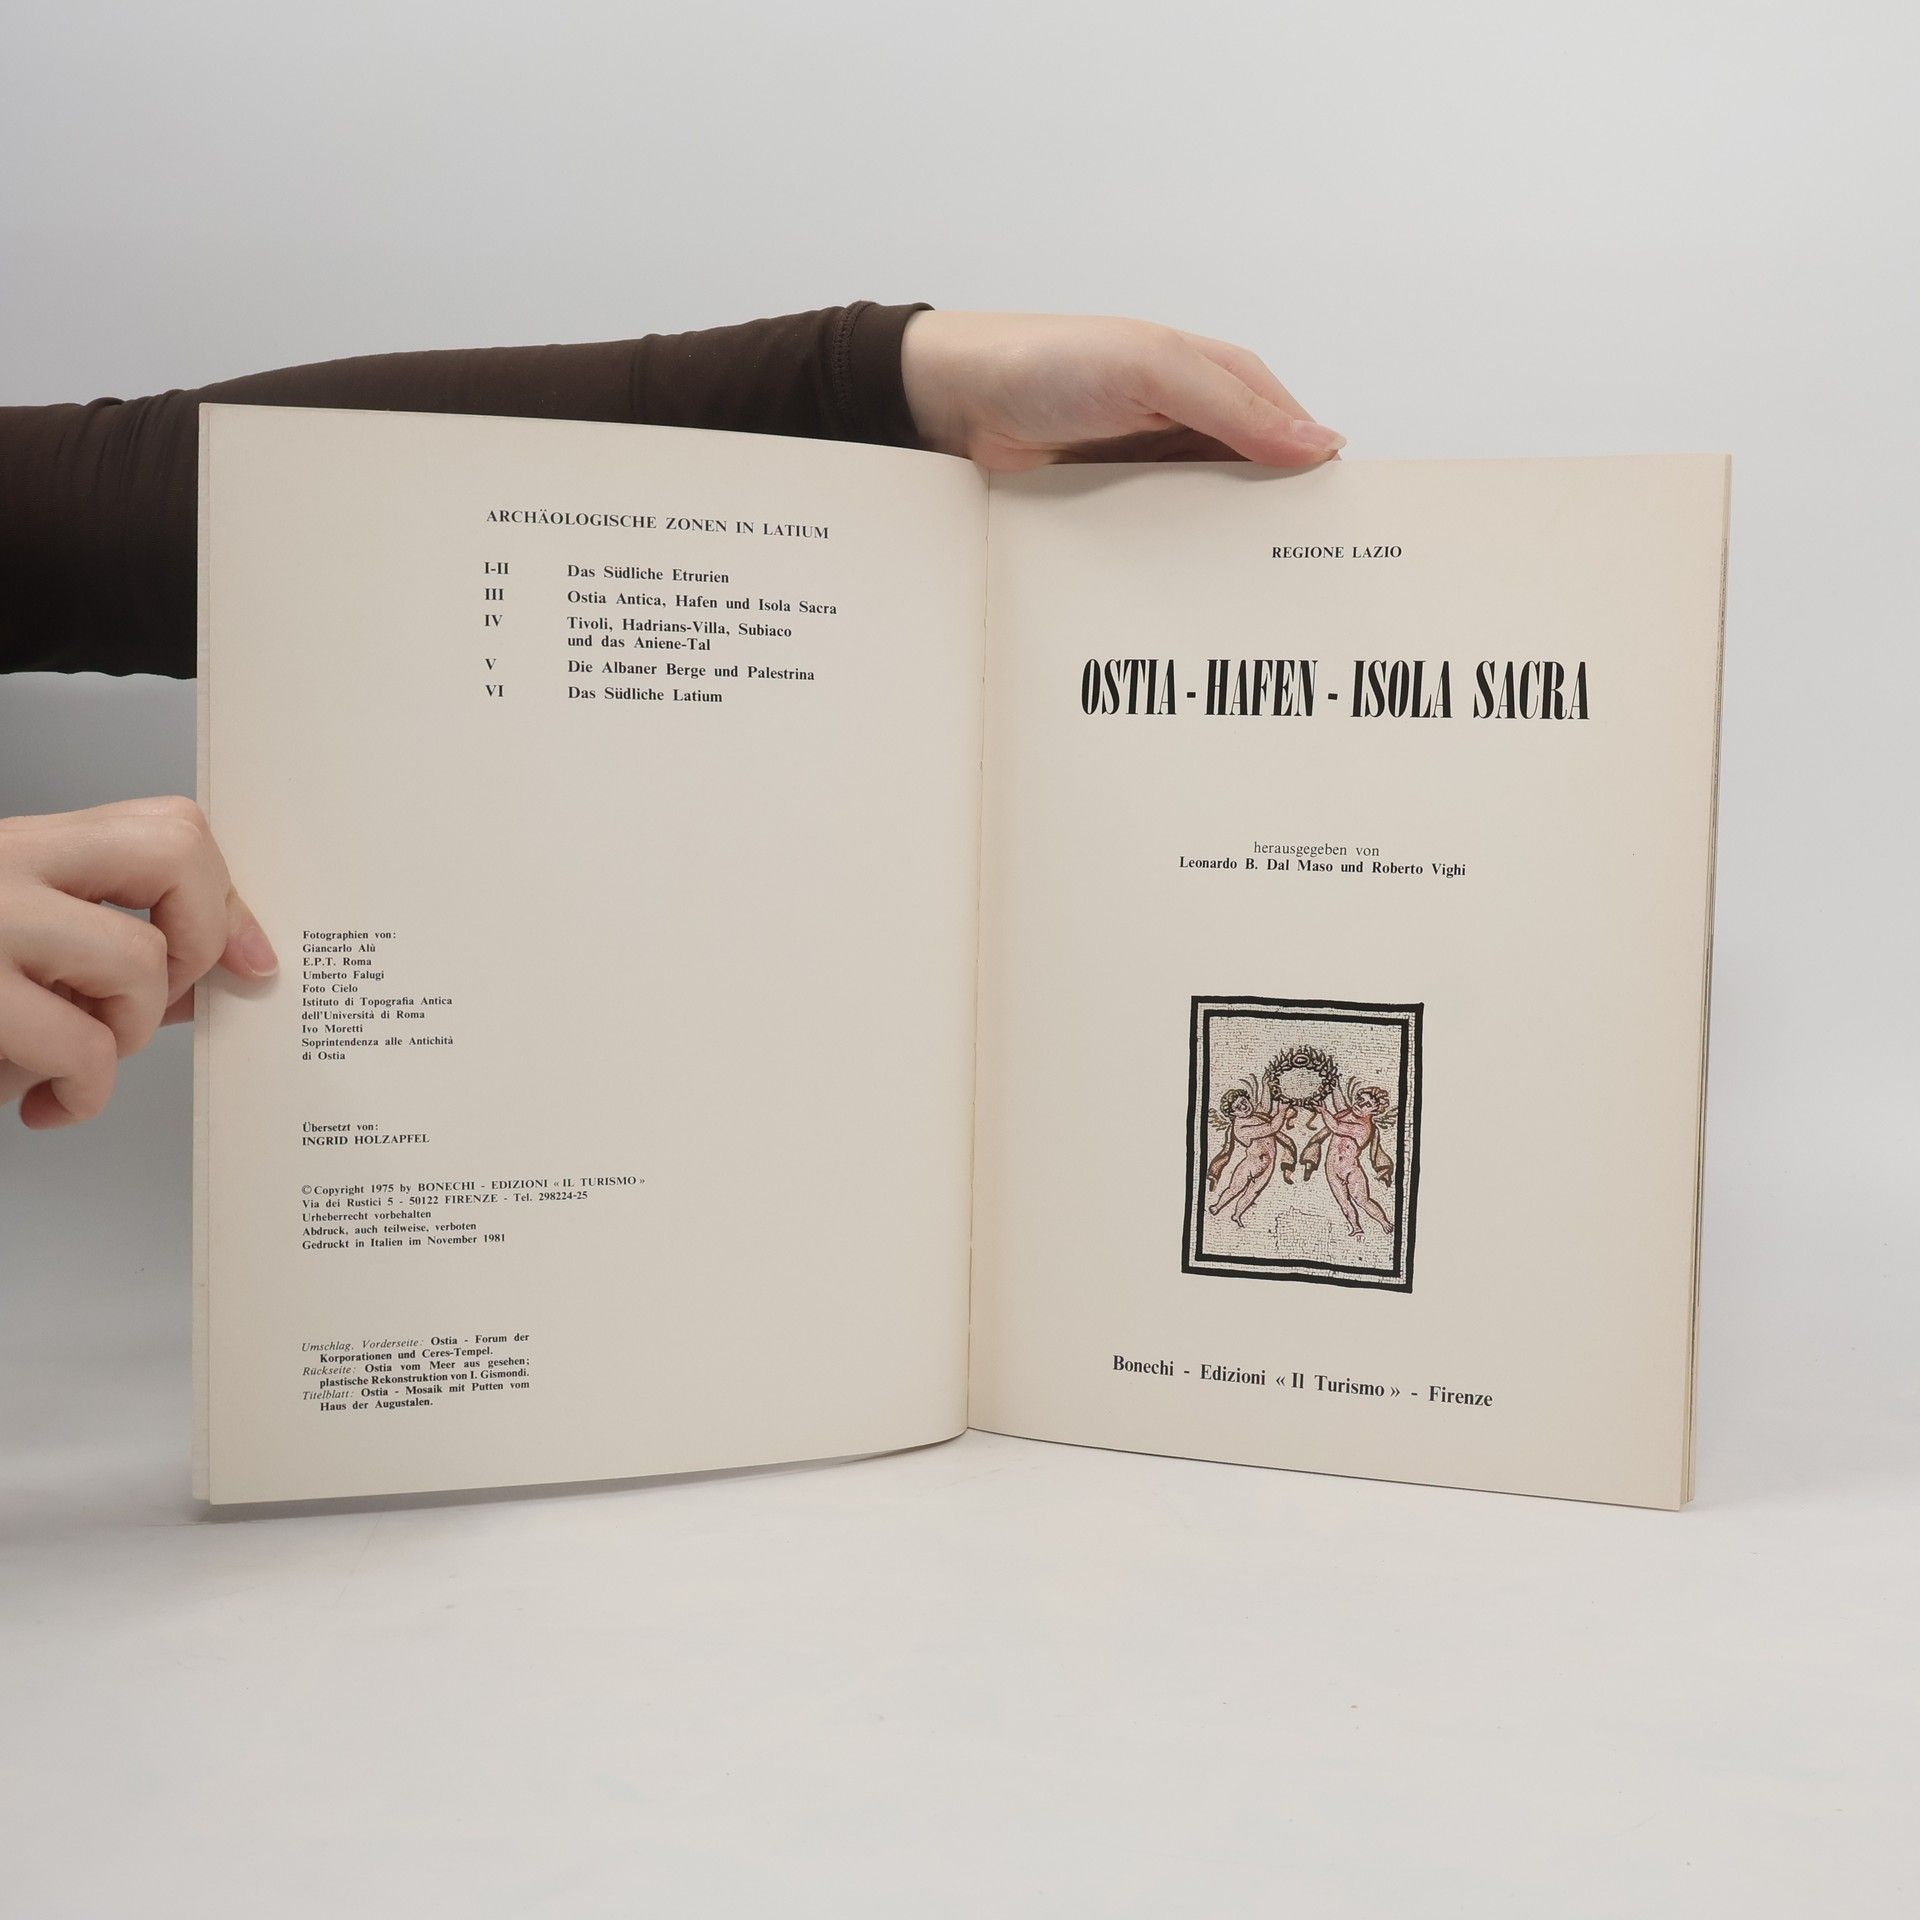 ARCHÄOLOGISCHE ZONEN IN LATIUM
I-II Das Südliche Etrurien
III Ostia Antica, Hafen und Isola Sacra
IV Tivoli, Hadrians-Villa, Subiaco
und das Aniene-Tal
V Die Albaner Berge und Palestrina
VI Das Südliche Latium
Fotographien von:
Giancarlo Alù
E.P.T. Roma
Umberto Falugi
Foto Cielo
Istituto di Topografia Antica
dell'Università di Roma
Ivo Moretti
Soprintendenza alle Antichità
di Ostia
Übersetzt von:
INGRID HOLZAPFEL
© Copyright 1975 by BONECHI - EDIZIONI « IL TURISMO »
Via dei Rustici 5 - 50122 FIRENZE - Tel. 298224-25
Urheberrecht vorbehalten
Abdruck, auch teilweise, verboten
Gedruckt in Italien im November 1981
Umschlag, Vorderseite: Ostia - Forum der
Korporationen und Ceres-Tempel.
Rückseite: Ostia vom Meer aus gesehen;
plastische Rekonstruktion von I. Gismondi.
Titelblatt: Ostia - Mosaik mit Putten vom
Haus der Augustalen.
REGIONE LAZIO
OSTIA - HAFEN - ISOLA SACRA
herausgegeben von
Leonardo B. Dal Maso und Roberto Vighi
Bonechi - Edizioni « Il Turismo » - Firenze